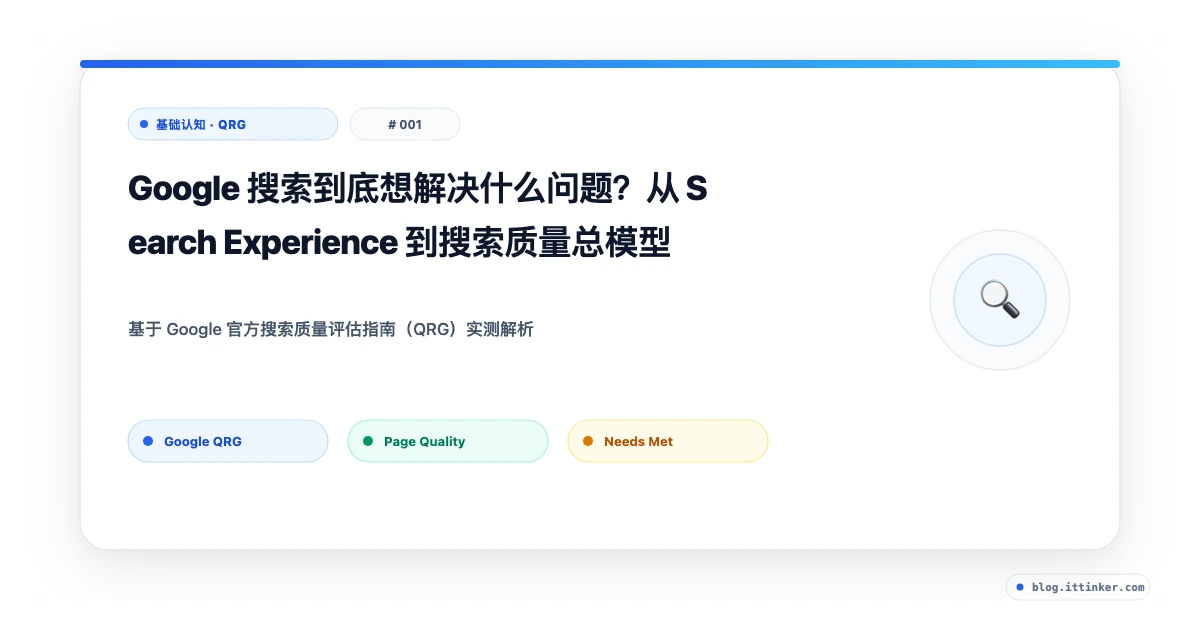 基础认知 · QRG
# 001
Google 搜索到底想解决什么问题？从 S
earch Experience 到搜索质量总模型
基于 Google 官方搜索质量评估指南（QRG）实测解析
Google QRG
Page Quality
Needs Met
blog.ittinker.com